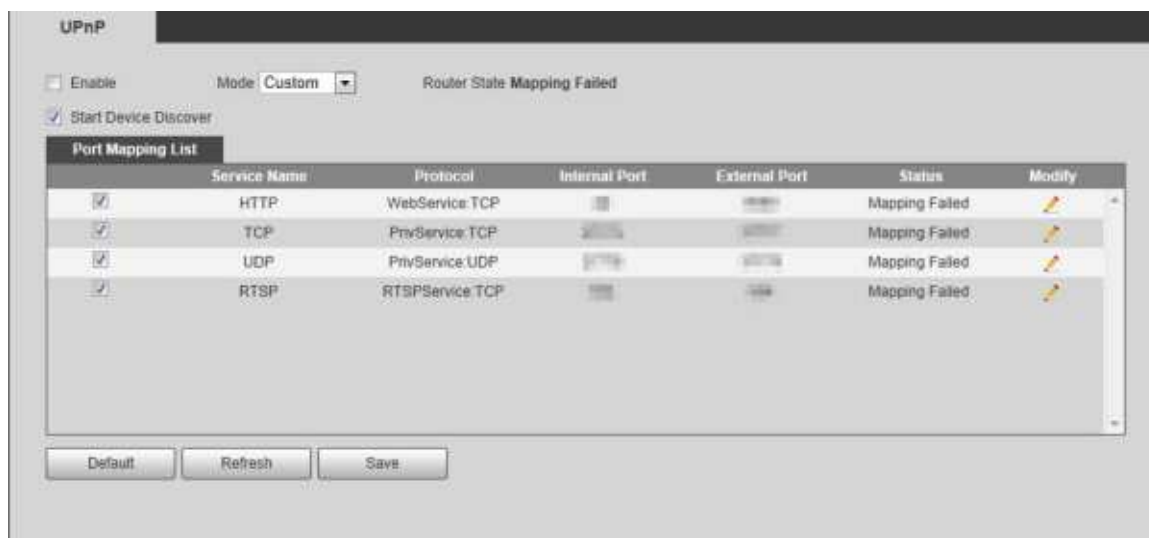 UPnP
Enable Mode Custom Router State Mapping Failed
Start Device Discover
Port Mapping List
Service Name Protocol Internal Port External Port Status Modify
HTTP WebService:TCP Mapping Failed
TCP PrivService:TCP Mapping Failed
UDP PrivService:UDP Mapping Failed
RTSP RTSPService:TCP Mapping Failed
Default Refresh Save